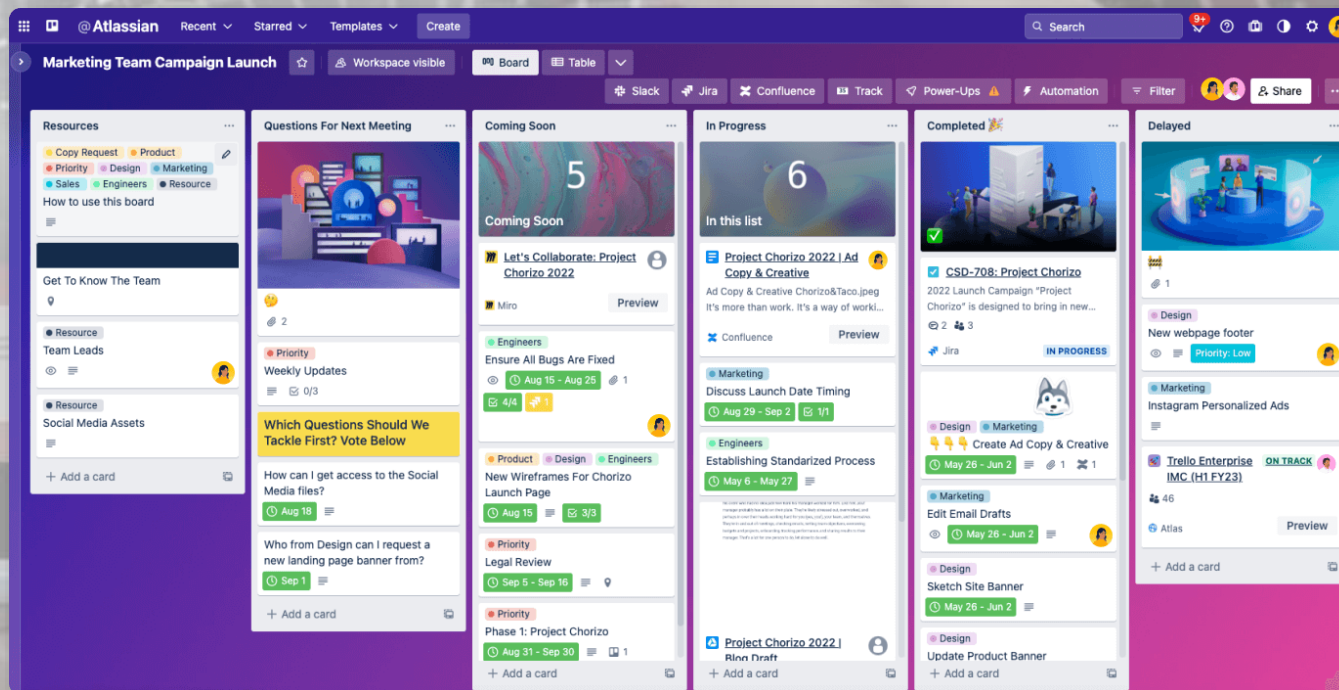 @Atlassian
Recent
Starred
Templates
Create
Search
9+
Marketing Team Campaign Launch
Workspace visible
Board
Table
Slack
Jira
Confluence
Track
Power-Ups
Automation
Filter
Share
Resources
Copy Request
Product
Priority
Design
Marketing
Sales
Engineers
Resource
How to use this board
Get To Know The Team
Resource
Team Leads
Resource
Social Media Assets
+ Add a card
Questions For Next Meeting
🤔
2
Priority
Weekly Updates
0/3
Which Questions Should We
Tackle First? Vote Below
How can I get access to the Social
Media files?
Aug 18
Who from Design can I request a
new landing page banner from?
Sep 1
+ Add a card
Coming Soon
5
Coming Soon
Let's Collaborate: Project
Chorizo 2022
Miro
Preview
Engineers
Ensure All Bugs Are Fixed
Aug 15 - Aug 25
1
4/4
1
Product
Design
Engineers
New Wireframes For Chorizo
Launch Page
Aug 15
3/3
Priority
Legal Review
Sep 5 - Sep 16
Priority
Phase 1: Project Chorizo
Aug 31 - Sep 30
1
+ Add a card
In Progress
6
In this list
Project Chorizo 2022 | Ad
Copy & Creative
Ad Copy & Creative Chorizo&Taco.jpeg
It's more than work. It's a way of worki...
Confluence
Preview
Marketing
Discuss Launch Date Timing
Aug 29 - Sep 2
1/1
Engineers
Establishing Standarized Process
May 6 - May 27
Project Chorizo 2022 |
Blog Draft
+ Add a card
Completed 🎉
✅
CSD-708: Project Chorizo
2022 Launch Campaign "Project
Chorizo" is designed to bring in new...
2
3
Jira
IN PROGRESS
Design
Marketing
👇👇👇 Create Ad Copy & Creative
May 26 - Jun 2
1
1
Marketing
Edit Email Drafts
May 26 - Jun 2
Design
Sketch Site Banner
May 26 - Jun 2
Design
Update Product Banner
+ Add a card
Delayed
🚧
1
Design
New webpage footer
Priority: Low
Marketing
Instagram Personalized Ads
Trello Enterprise
IMC (H1 FY23)
ON TRACK
46
Atlas
Preview
+ Add a card